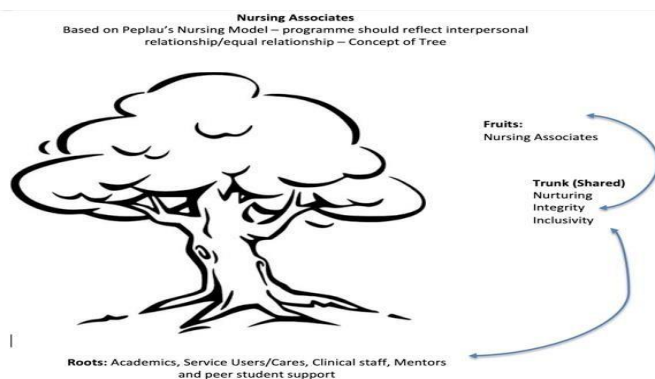 Nursing Associates
Based on Peplau's Nursing Model – programme should reflect interpersonal
relationship/equal relationship – Concept of Tree
Fruits:
Nursing Associates
Trunk (Shared)
Nurturing
Integrity
Inclusivity
Roots: Academics, Service Users/Cares, Clinical staff, Mentors
and peer student support